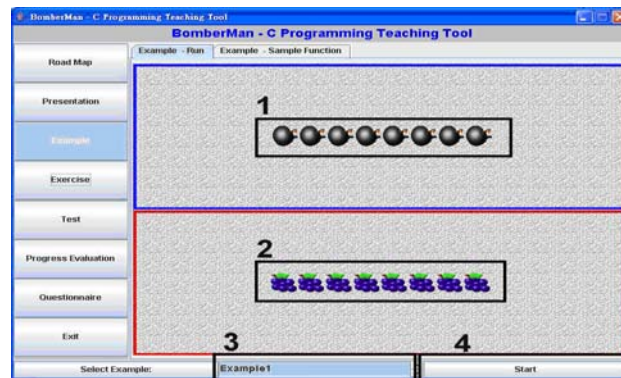 BomberMan - C Programming Teaching Tool
BomberMan - C Programming Teaching Tool
Example - Run
Example - Sample Function
Road Map
Presentation
Example
Exercise
Test
Progress Evaluation
Questionnaire
Exit
1
2
3
4
Select Example:
Example1
Start